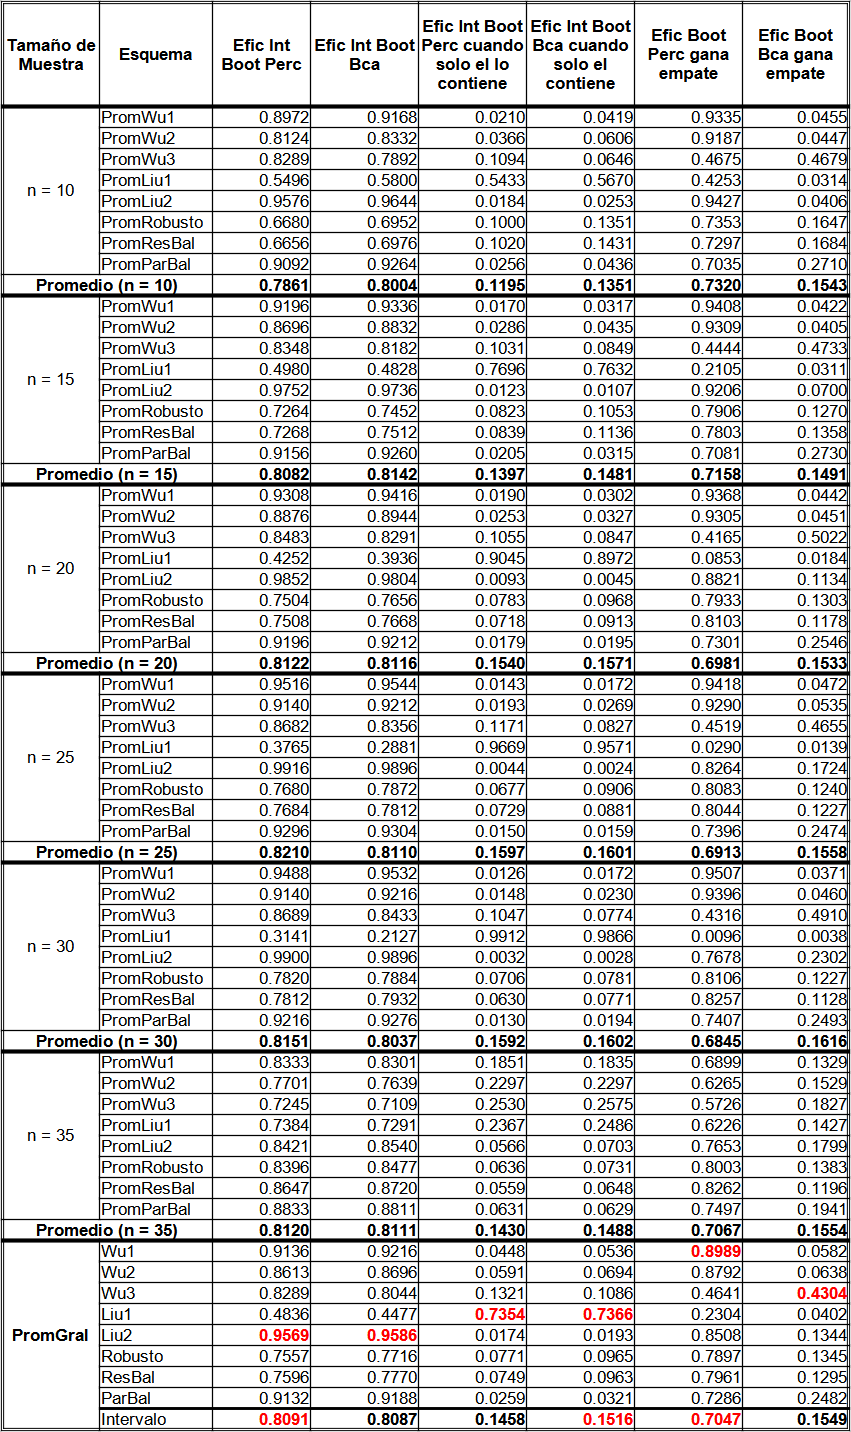 Tamaño de Muestra | Esquema | Efic Int Boot Perc | Efic Int Boot Bca | Efic Int Boot Perc cuando solo el lo contiene | Efic Int Boot Bca cuando solo el contiene | Efic Boot Perc gana empate | Efic Boot Bca gana empate
n = 10
PromWu1 0.8972 0.9168 0.0210 0.0419 0.9335 0.0455
PromWu2 0.8124 0.8332 0.0366 0.0606 0.9187 0.0447
PromWu3 0.8289 0.7892 0.1094 0.0646 0.4675 0.4679
PromLiu1 0.5496 0.5800 0.5433 0.5670 0.4253 0.0314
PromLiu2 0.9576 0.9644 0.0184 0.0253 0.9427 0.0406
PromRobusto 0.6680 0.6952 0.1000 0.1351 0.7353 0.1647
PromResBal 0.6656 0.6976 0.1020 0.1431 0.7297 0.1684
PromParBal 0.9092 0.9264 0.0256 0.0436 0.7035 0.2710
Promedio (n = 10) 0.7861 0.8004 0.1195 0.1351 0.7320 0.1543
n = 15
PromWu1 0.9196 0.9336 0.0170 0.0317 0.9408 0.0422
PromWu2 0.8696 0.8832 0.0286 0.0435 0.9309 0.0405
PromWu3 0.8348 0.8182 0.1031 0.0849 0.4444 0.4733
PromLiu1 0.4980 0.4828 0.7696 0.7632 0.2105 0.0311
PromLiu2 0.9752 0.9736 0.0123 0.0107 0.9206 0.0700
PromRobusto 0.7264 0.7452 0.0823 0.1053 0.7906 0.1270
PromResBal 0.7268 0.7512 0.0839 0.1136 0.7803 0.1358
PromParBal 0.9156 0.9260 0.0205 0.0315 0.7081 0.2730
Promedio (n = 15) 0.8082 0.8142 0.1397 0.1481 0.7158 0.1491
n = 20
PromWu1 0.9308 0.9416 0.0190 0.0302 0.9368 0.0442
PromWu2 0.8876 0.8944 0.0253 0.0327 0.9305 0.0451
PromWu3 0.8483 0.8291 0.1055 0.0847 0.4165 0.5022
PromLiu1 0.4252 0.3936 0.9045 0.8972 0.0853 0.0184
PromLiu2 0.9852 0.9804 0.0093 0.0045 0.8821 0.1134
PromRobusto 0.7504 0.7656 0.0783 0.0968 0.7933 0.1303
PromResBal 0.7508 0.7668 0.0718 0.0913 0.8103 0.1178
PromParBal 0.9196 0.9212 0.0179 0.0195 0.7301 0.2546
Promedio (n = 20) 0.8122 0.8116 0.1540 0.1571 0.6981 0.1533
n = 25
PromWu1 0.9516 0.9544 0.0143 0.0172 0.9418 0.0472
PromWu2 0.9140 0.9212 0.0193 0.0269 0.9290 0.0535
PromWu3 0.8682 0.8356 0.1171 0.0827 0.4519 0.4655
PromLiu1 0.3765 0.2881 0.9669 0.9571 0.0290 0.0139
PromLiu2 0.9916 0.9896 0.0044 0.0024 0.8264 0.1724
PromRobusto 0.7680 0.7872 0.0677 0.0906 0.8083 0.1240
PromResBal 0.7684 0.7812 0.0729 0.0881 0.8044 0.1227
PromParBal 0.9296 0.9304 0.0150 0.0159 0.7396 0.2474
Promedio (n = 25) 0.8210 0.8110 0.1597 0.1601 0.6913 0.1558
n = 30
PromWu1 0.9488 0.9532 0.0126 0.0172 0.9507 0.0371
PromWu2 0.9140 0.9216 0.0148 0.0230 0.9396 0.0460
PromWu3 0.8689 0.8433 0.1047 0.0774 0.4316 0.4910
PromLiu1 0.3141 0.2127 0.9912 0.9866 0.0096 0.0038
PromLiu2 0.9900 0.9896 0.0032 0.0028 0.7678 0.2302
PromRobusto 0.7820 0.7884 0.0706 0.0781 0.8106 0.1227
PromResBal 0.7812 0.7932 0.0630 0.0771 0.8257 0.1128
PromParBal 0.9216 0.9276 0.0130 0.0194 0.7407 0.2493
Promedio (n = 30) 0.8151 0.8037 0.1592 0.1602 0.6845 0.1616
n = 35
PromWu1 0.8333 0.8301 0.1851 0.1835 0.6899 0.1329
PromWu2 0.7701 0.7639 0.2297 0.2297 0.6265 0.1529
PromWu3 0.7245 0.7109 0.2530 0.2575 0.5726 0.1827
PromLiu1 0.7384 0.7291 0.2367 0.2486 0.6226 0.1427
PromLiu2 0.8421 0.8540 0.0566 0.0703 0.7653 0.1799
PromRobusto 0.8396 0.8477 0.0636 0.0731 0.8003 0.1383
PromResBal 0.8647 0.8720 0.0559 0.0648 0.8262 0.1196
PromParBal 0.8833 0.8811 0.0631 0.0629 0.7497 0.1941
Promedio (n = 35) 0.8120 0.8111 0.1430 0.1488 0.7067 0.1554
PromGral
Wu1 0.9136 0.9216 0.0448 0.0536 0.8989 0.0582
Wu2 0.8613 0.8696 0.0591 0.0694 0.8792 0.0638
Wu3 0.8289 0.8044 0.1321 0.1086 0.4641 0.4304
Liu1 0.4836 0.4477 0.7354 0.7366 0.2304 0.0402
Liu2 0.9569 0.9586 0.0174 0.0193 0.8508 0.1344
Robusto 0.7557 0.7716 0.0771 0.0965 0.7897 0.1345
ResBal 0.7596 0.7770 0.0749 0.0963 0.7961 0.1295
ParBal 0.9132 0.9188 0.0259 0.0321 0.7286 0.2482
Intervalo 0.8091 0.8087 0.1458 0.1516 0.7047 0.1549